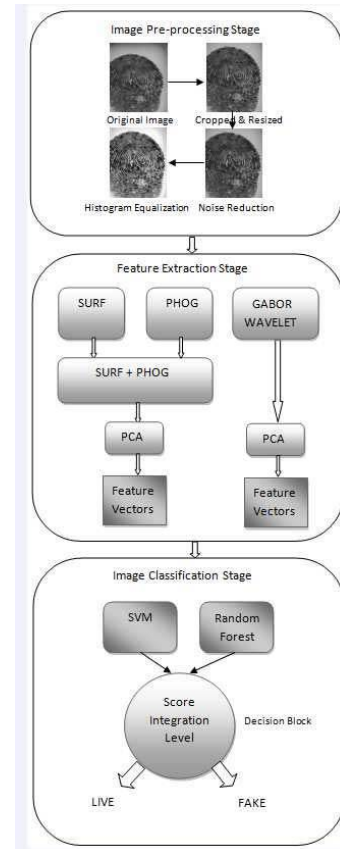 Image Pre-processing Stage
Original Image
Cropped & Resized
Histogram Equalization
Noise Reduction
Feature Extraction Stage
SURF
PHOG
GABOR
WAVELET
SURF + PHOG
PCA
PCA
Feature
Vectors
Feature
Vectors
Image Classification Stage
SVM
Random
Forest
Score
Integration
Level
Decision Block
LIVE
FAKE